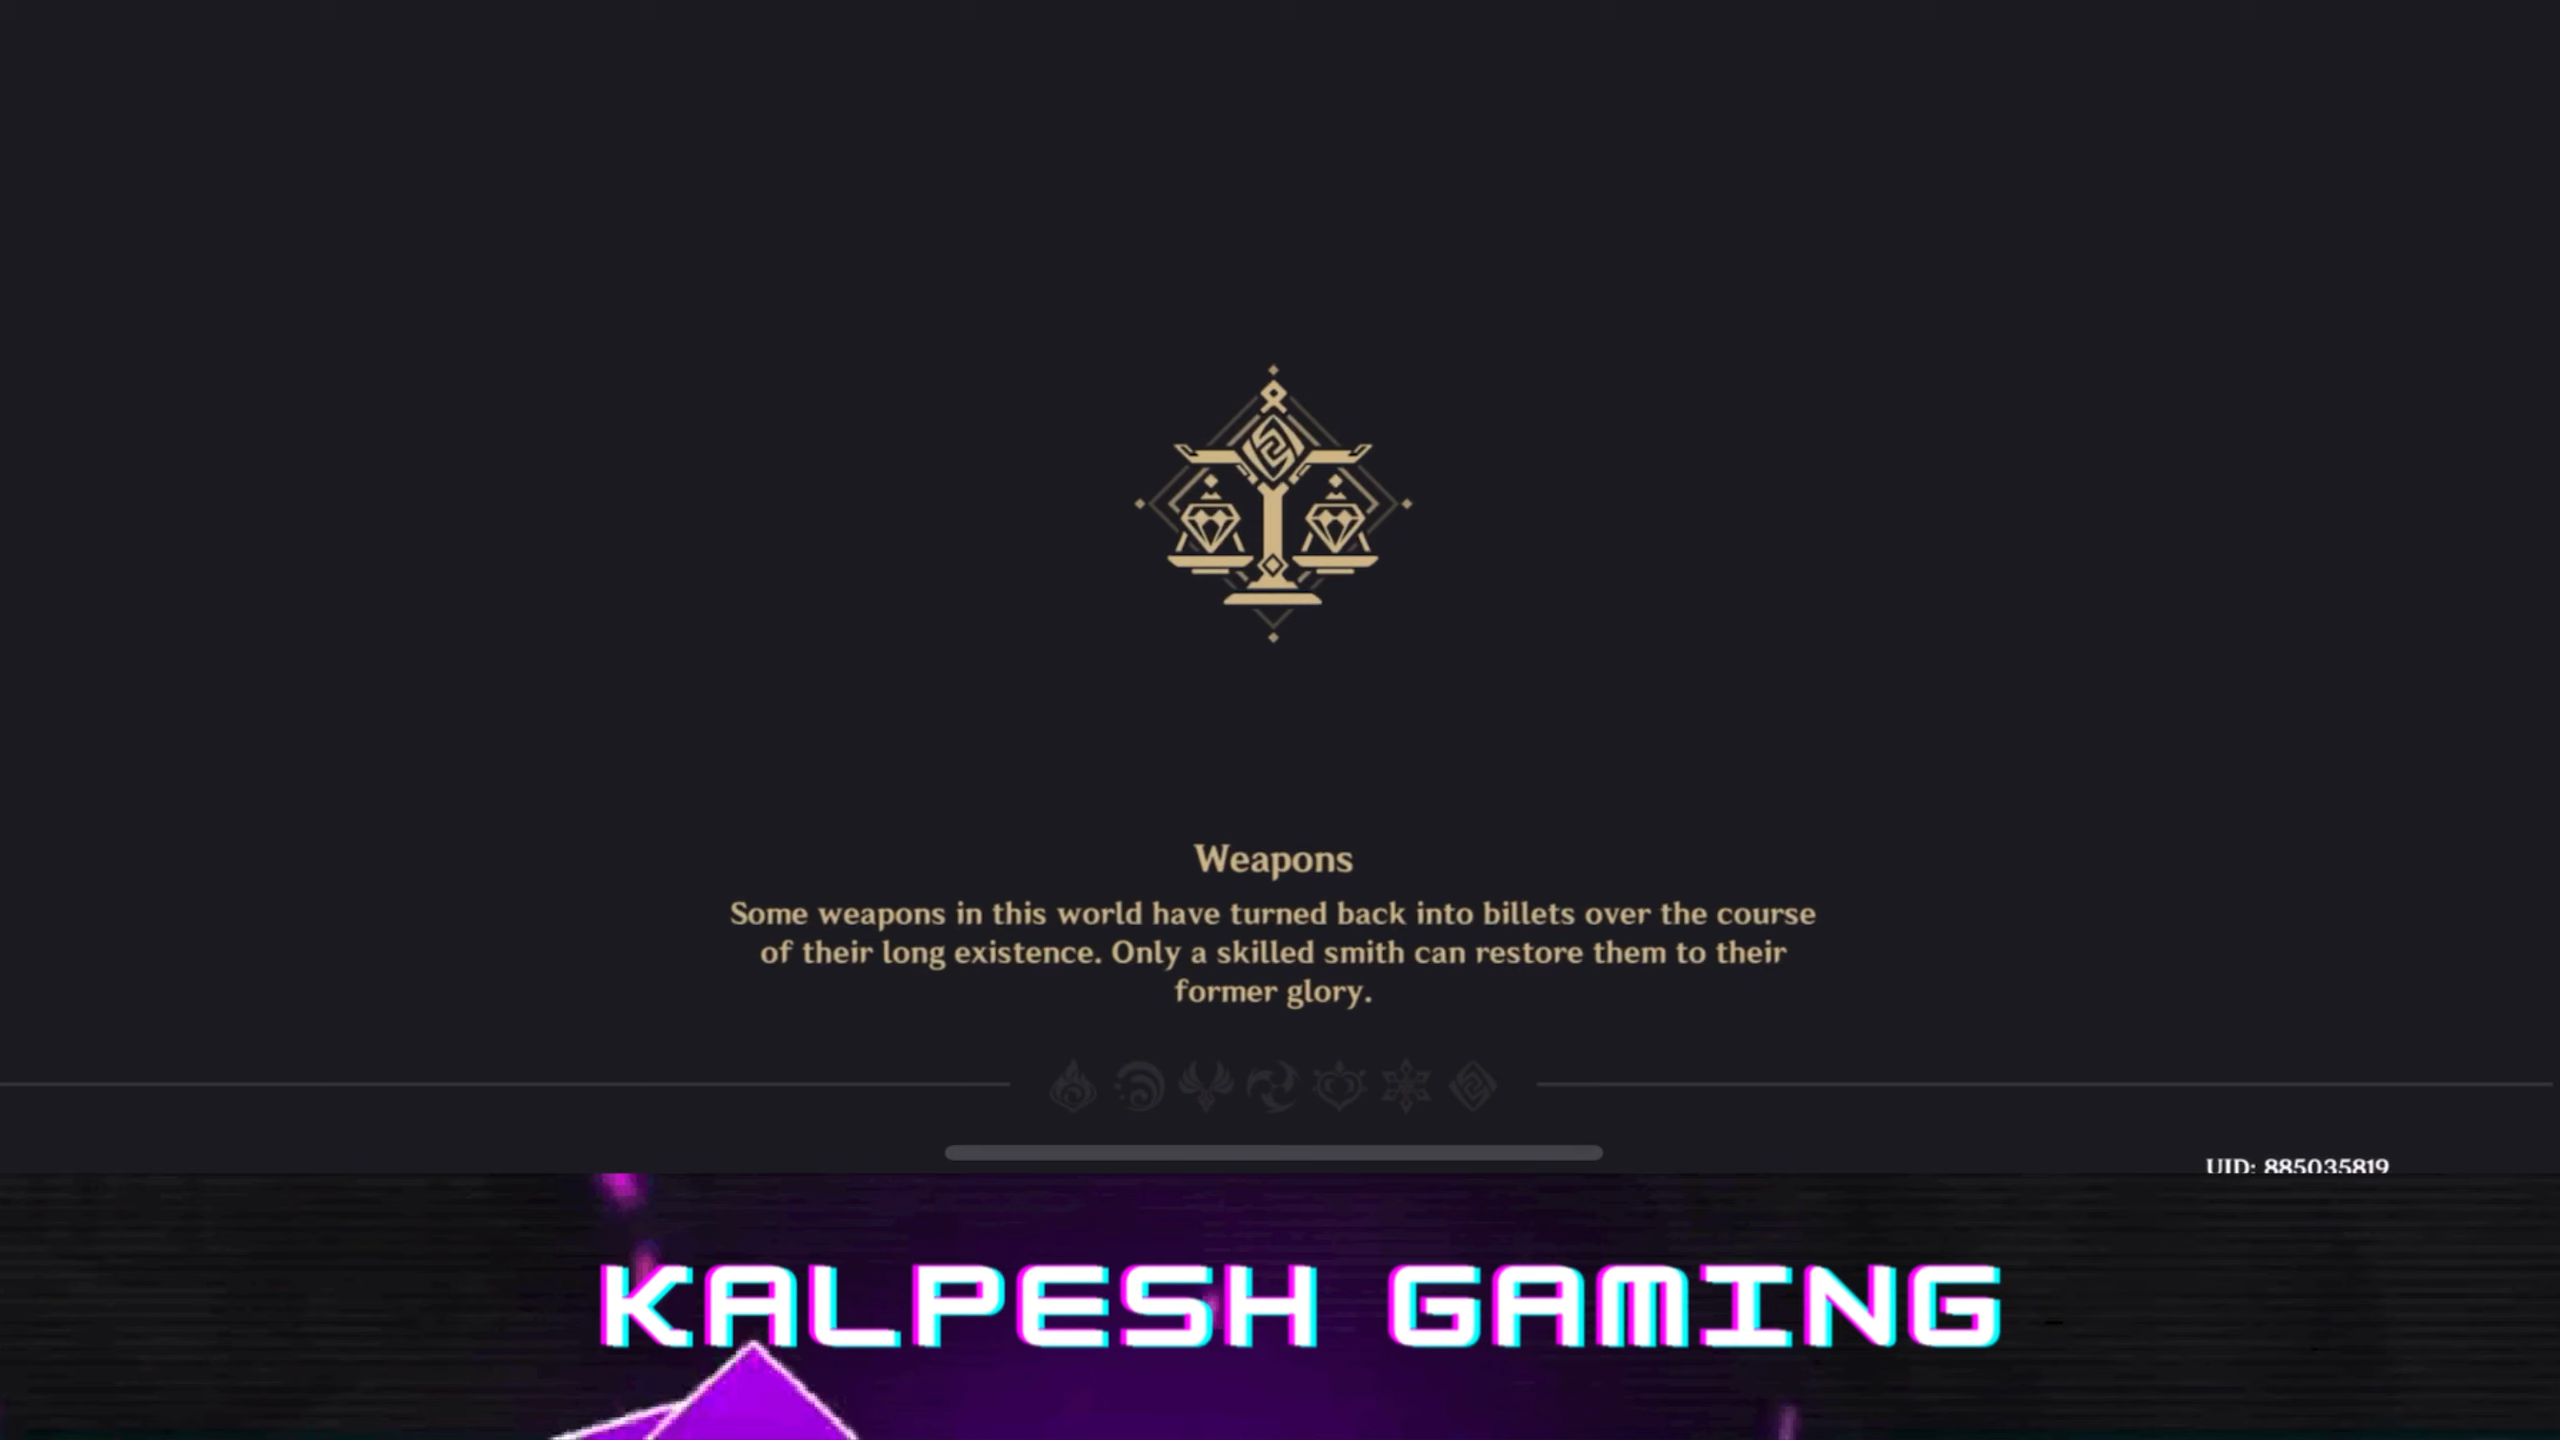 Weapons
Some weapons in this world have turned back into billets over the course
of their long existence. Only a skilled smith can restore them to their
former glory.
UID: 885035819
KALPESH GAMING